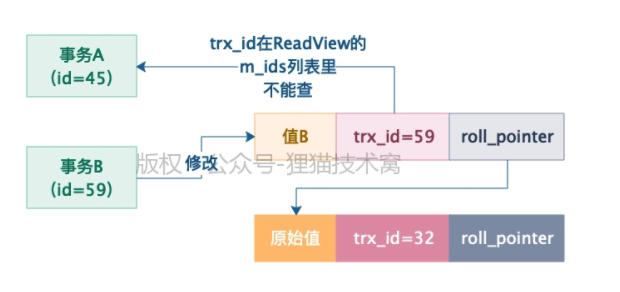 trx_id在ReadView的
m_ids列表里
不能查
事务A
(id=45)
值B
trx_id=59
roll_pointer
修改
版权 公众号-狸猫技术窝
事务B
(id=59)
原始值
trx_id=32
roll_pointer